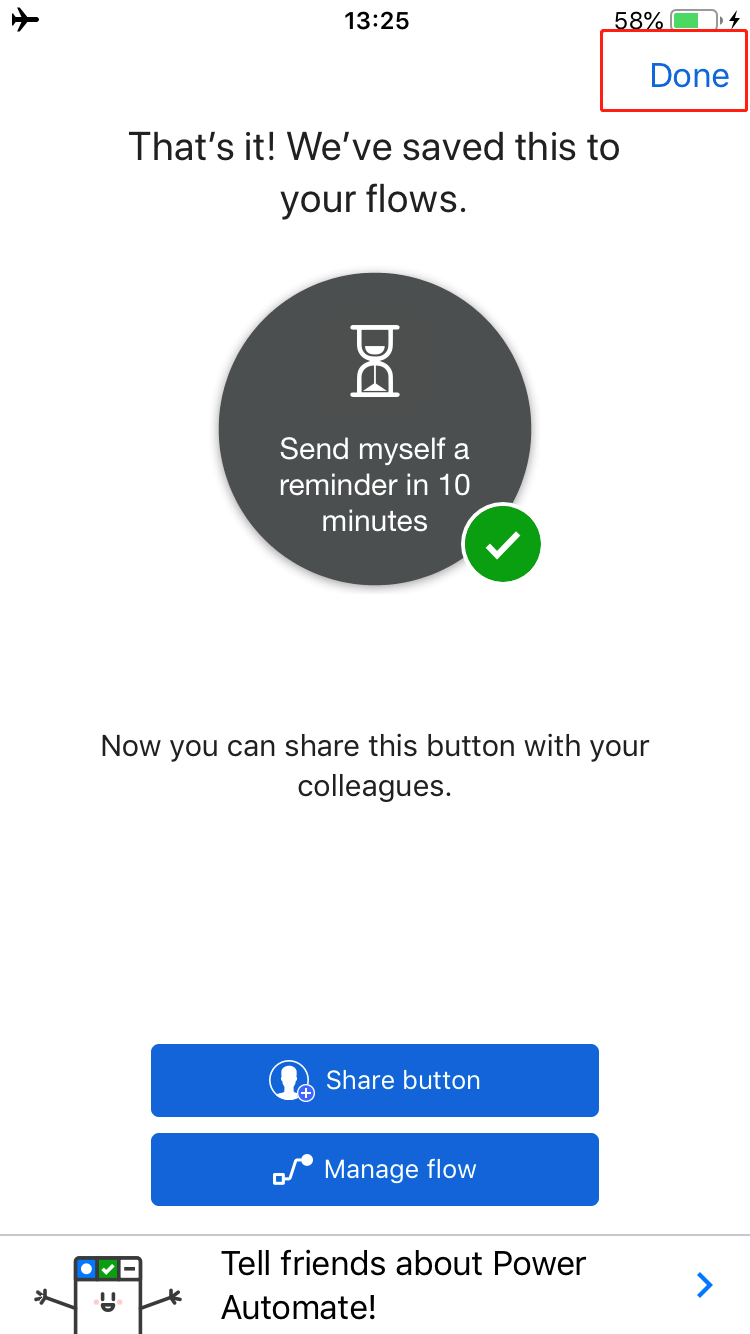 13:25
58%
Done
That’s it! We’ve saved this to
your flows.
Send myself a
reminder in 10
minutes
Now you can share this button with your
colleagues.
Share button
Manage flow
Tell friends about Power
Automate!